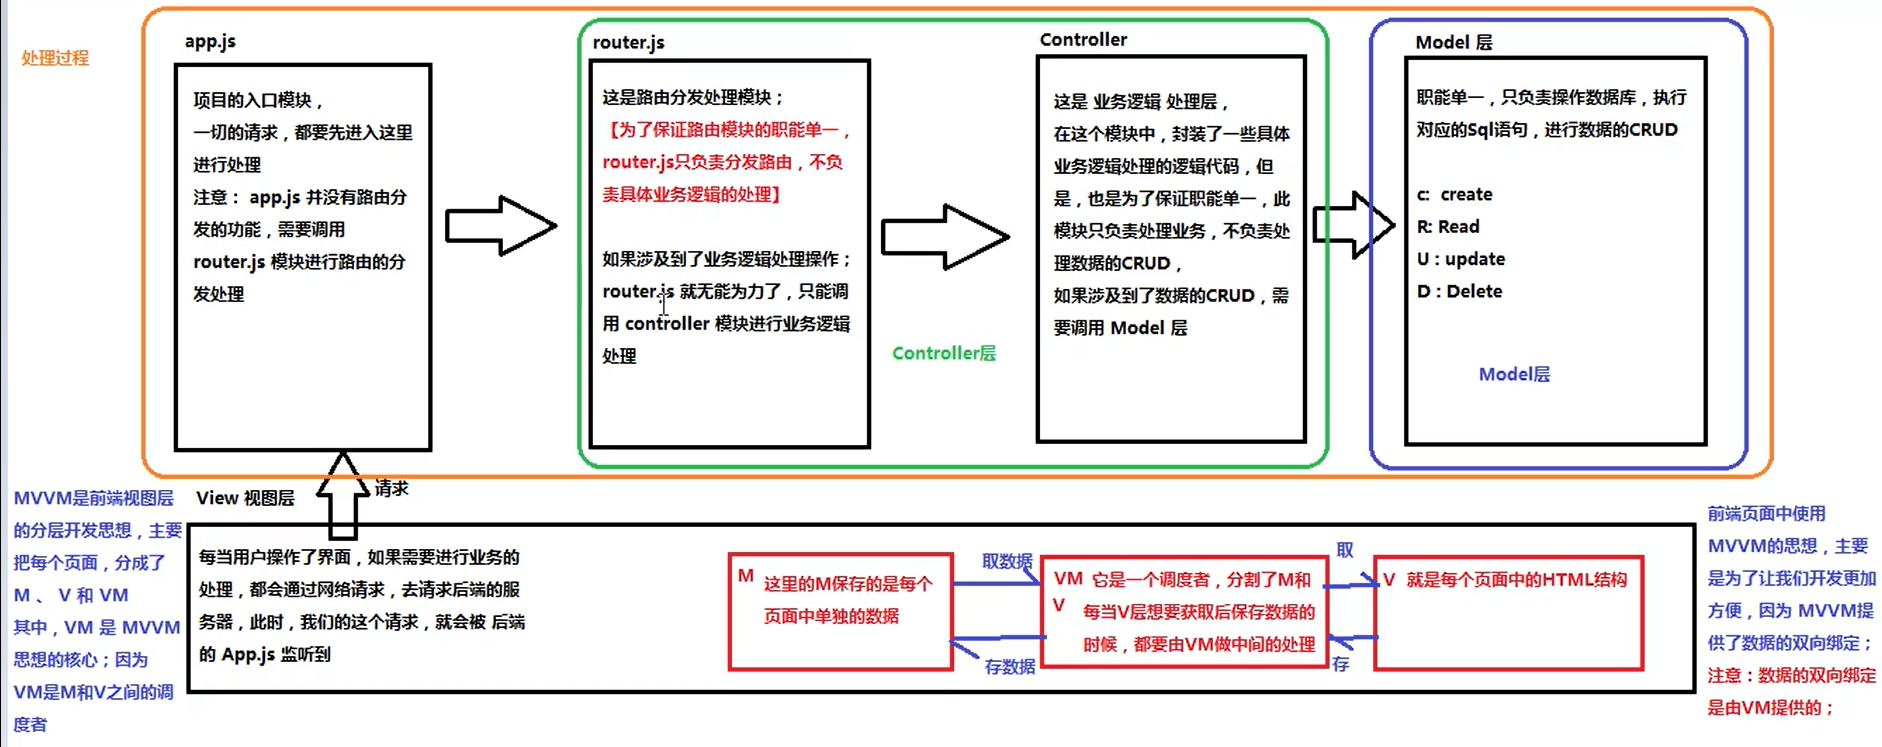 处理过程
app.js
项目的入口模块，
一切的请求，都要先进入这里
进行处理
注意： app.js 并没有路由分
发的功能，需要调用
router.js 模块进行路由的分
发处理
router.js
这是路由分发处理模块；
【为了保证路由模块的职能单一，
router.js只负责分发路由，不负
责具体业务逻辑的处理】
如果涉及到了业务逻辑处理操作；
router.js 就无能为力了，只能调
用 controller 模块进行业务逻辑
处理
Controller层
Controller
这是 业务逻辑 处理层，
在这个模块中，封装了一些具体
业务逻辑处理的逻辑代码，但
是，也是为了保证职能单一，此
模块只负责处理业务，不负责处
理数据的CRUD，
如果涉及到了数据的CRUD，需
要调用 Model 层
Model 层
职能单一，只负责操作数据库，执行
对应的Sql语句，进行数据的CRUD
c: create
R: Read
U : update
D : Delete
Model层
请求
MVVM是前端视图层
的分层开发思想，主要
把每个页面，分成了
M 、 V 和 VM
其中，VM 是 MVVM
思想的核心；因为
VM是M和V之间的调
度者
View 视图层
每当用户操作了界面，如果需要进行业务的
处理，都会通过网络请求，去请求后端的服
务器，此时，我们的这个请求，就会被 后端
的 App.js 监听到
M 这里的M保存的是每个
页面中单独的数据
取数据
存数据
VM 它是一个调度者，分割了M和
V
每当V层想要获取后保存数据的
时候，都要由VM做中间的处理
取
存
V 就是每个页面中的HTML结构
前端页面中使用
MVVM的思想，主要
是为了让我们开发更加
方便，因为 MVVM提
供了数据的双向绑定；
注意：数据的双向绑定
是由VM提供的；